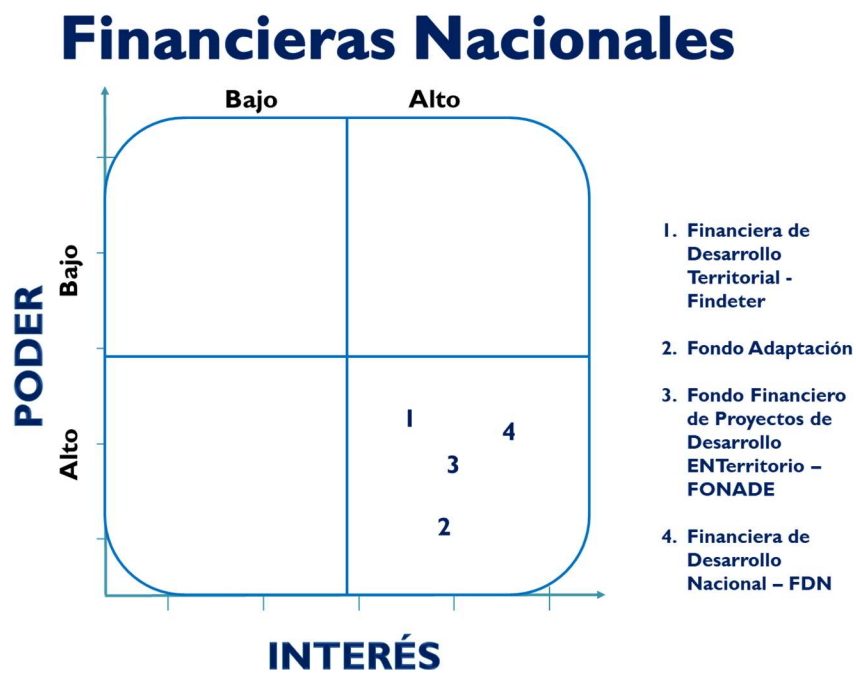 Financieras Nacionales
Bajo Alto
PODER
Bajo
Alto
1
4
3
2
INTERÉS
1. Financiera de
Desarrollo
Territorial -
Findeter
2. Fondo Adaptación
3. Fondo Financiero
de Proyectos de
Desarrollo
ENTerritorio –
FONADE
4. Financiera de
Desarrollo
Nacional – FDN